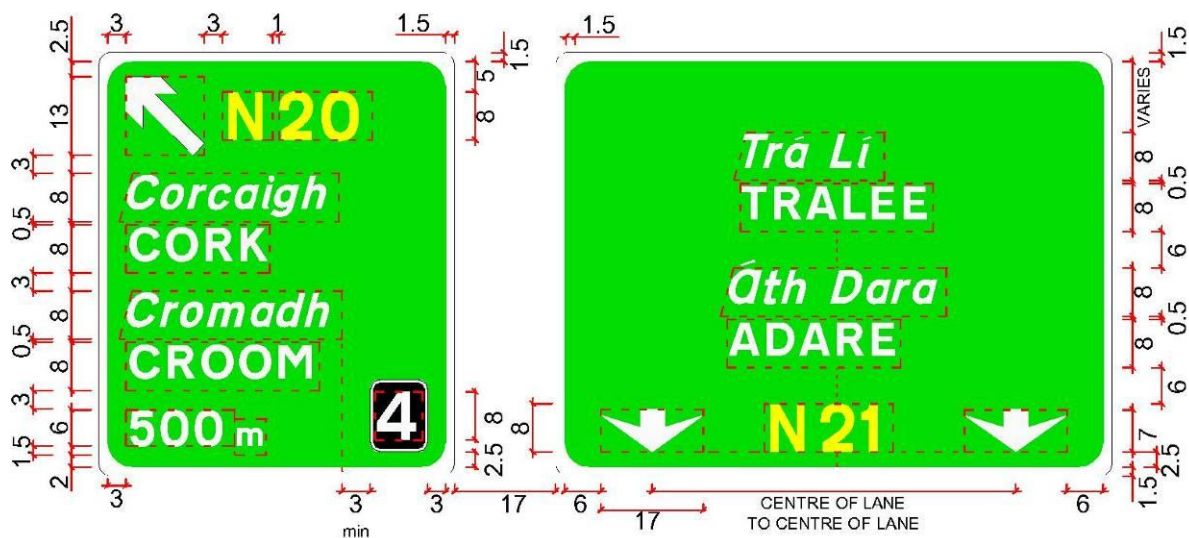 3 3 1 1.5
2.5
13
3
8
0.5
8
3
8
0.5
8
3
6
1.5
2
N20
Corcaigh
CORK
Cromadh
CROOM
500 m
4
1.5
5
8
8
2.5
3
3
min
3
17
1.5
Trá Lí
TRALEE
Áth Dara
ADARE
N21
8
1.5
VARIES
8
0.5
8
6
8
0.5
8
6
7
2.5
1.5
6
17
CENTRE OF LANE
TO CENTRE OF LANE
6